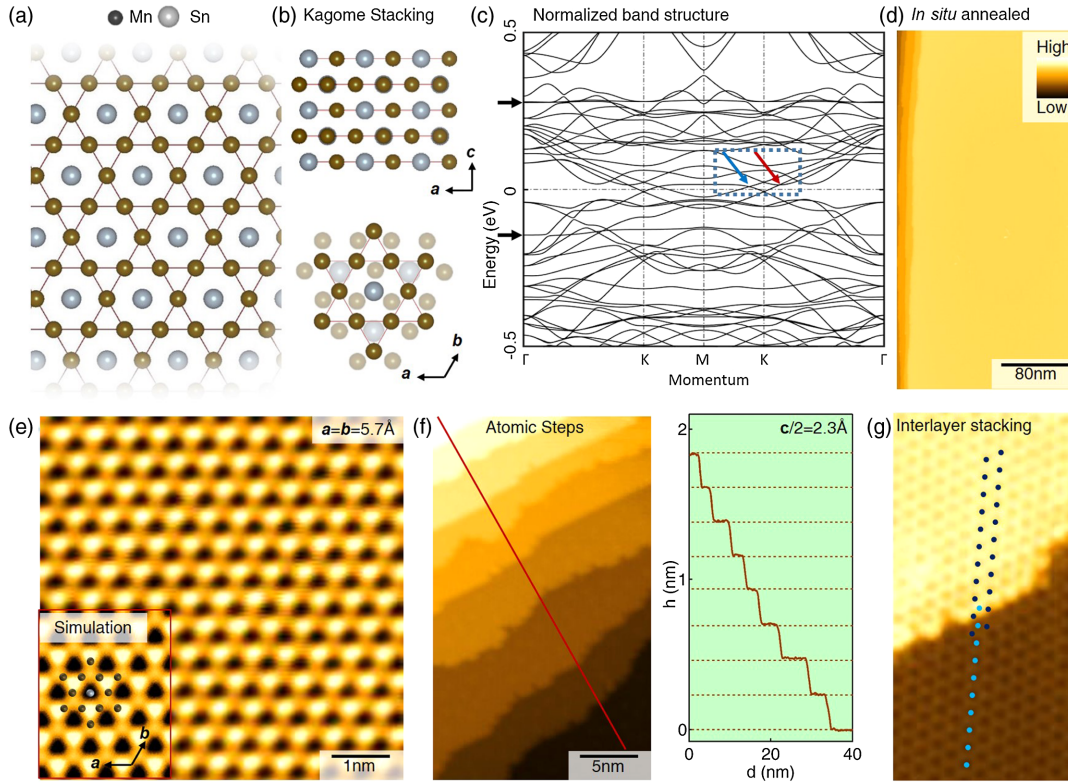 (a)
Mn
Sn
(b) Kagome Stacking
c
a
b
a
(c)
Normalized band structure
0.5
0
-0.5
Energy (eV)
Γ
K
M
K
Γ
Momentum
(d)
In situ annealed
High
Low
80nm
(e)
a=b=5.7Å
Simulation
b
a
1nm
(f)
Atomic Steps
5nm
c/2=2.3Å
2
1
0
h (nm)
0
20
40
d (nm)
(g)
Interlayer stacking